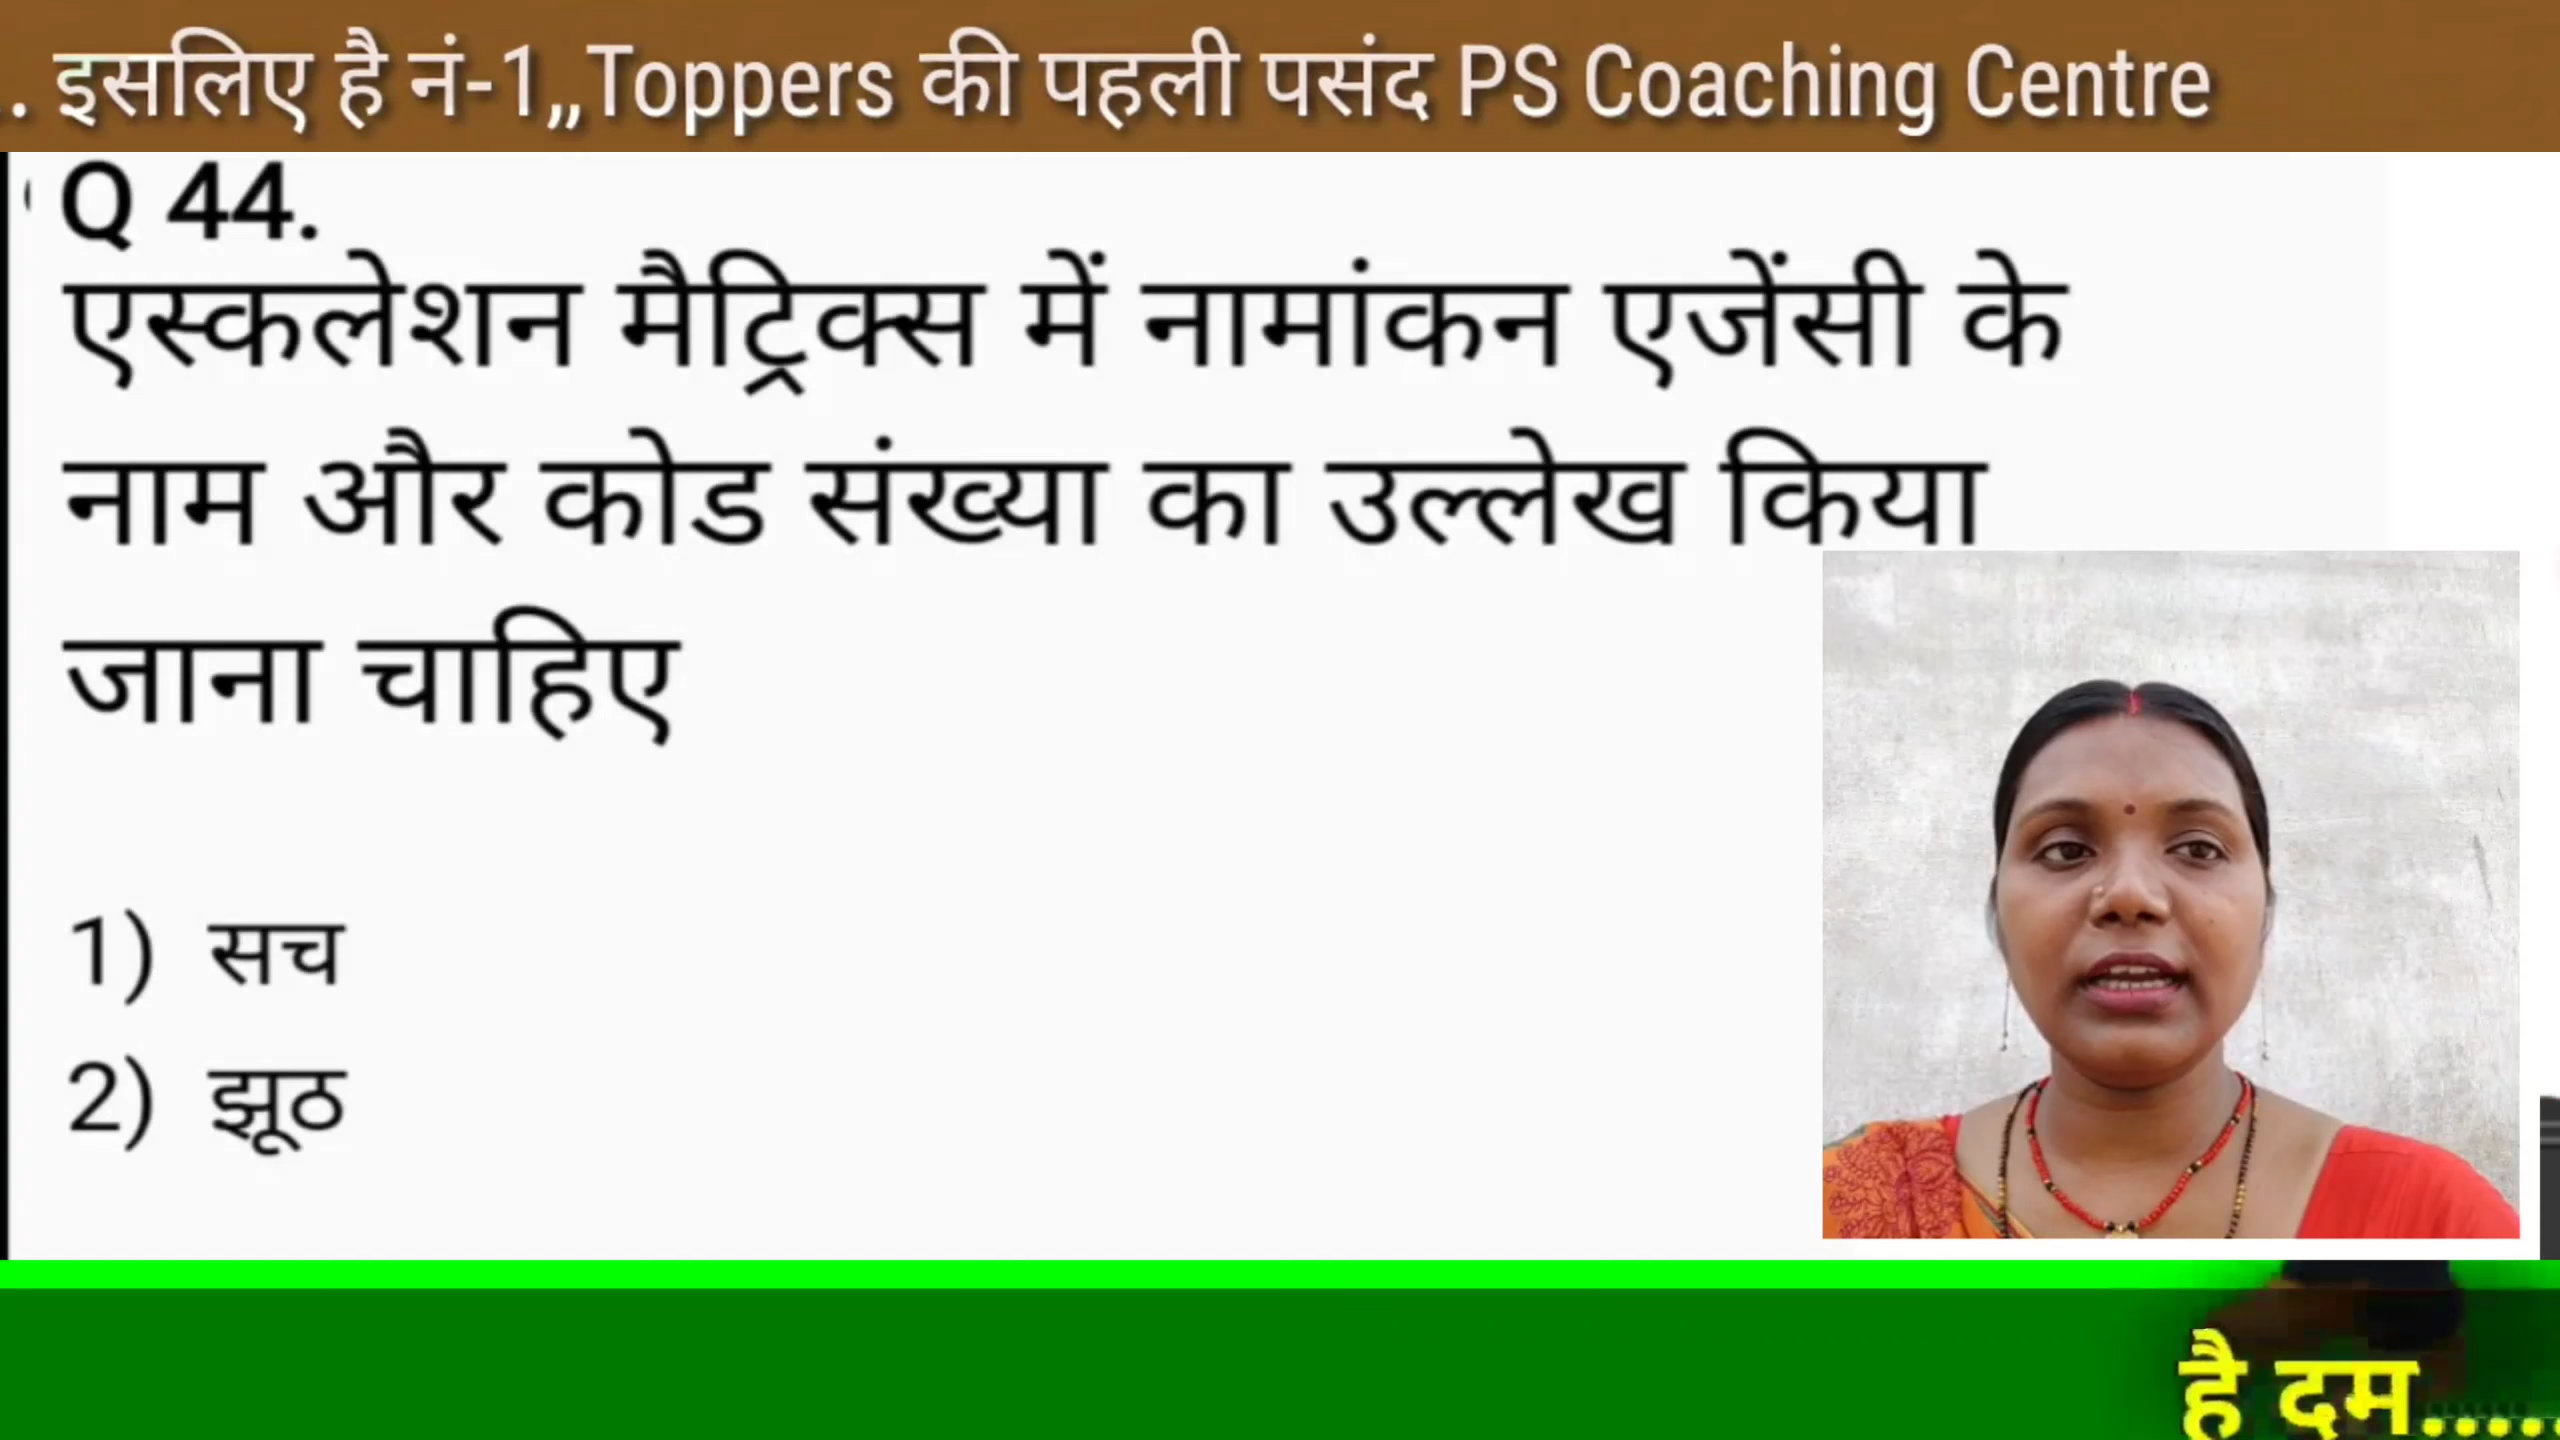 .. इसलिए है नं-1,,Toppers की पहली पसंद PS Coaching Centre
Q 44.
एस्कलेशन मैट्रिक्स में नामांकन एजेंसी के
नाम और कोड संख्या का उल्लेख किया
जाना चाहिए
1) सच
2) झूठ
है दम.....